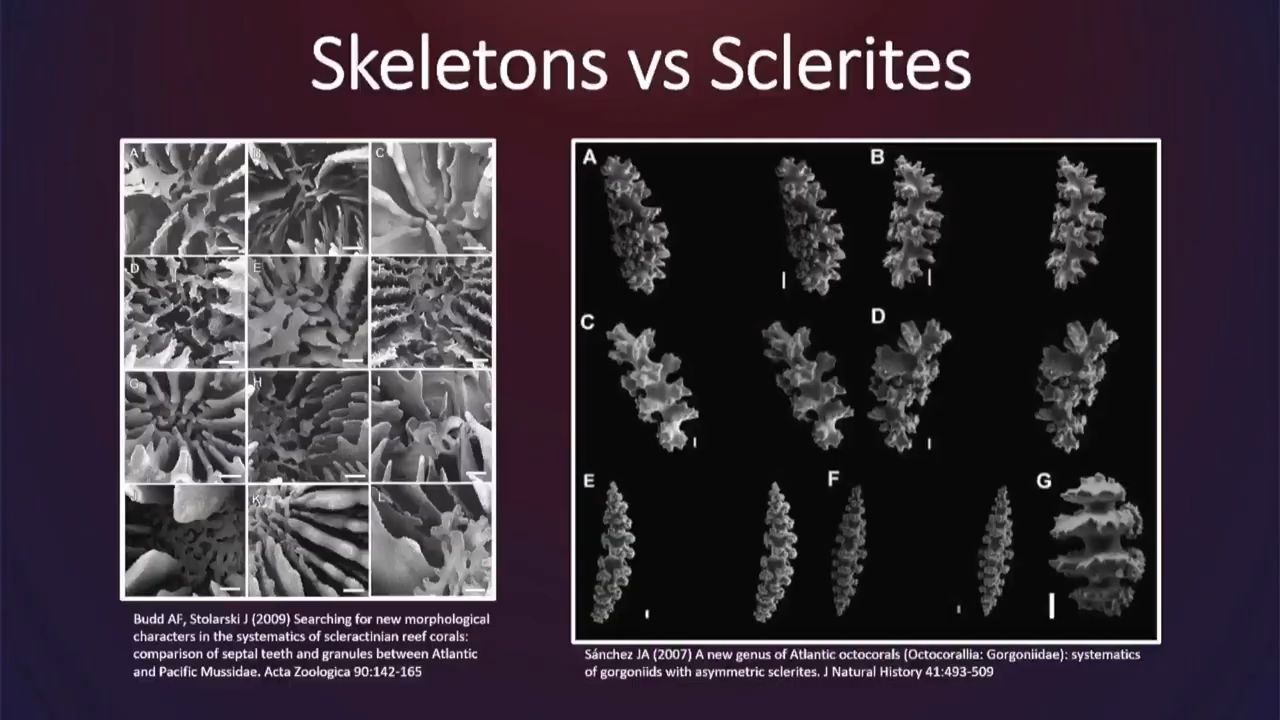 Skeletons vs Sclerites
A
B
C
D
E
F
G
H
I
J
K
L
Budd AF, Stolarski J (2009) Searching for new morphological
characters in the systematics of scleractinian reef corals:
comparison of septal teeth and granules between Atlantic
and Pacific Mussidae. Acta Zoologica 90:142-165
A
B
C
D
E
F
G
Sánchez JA (2007) A new genus of Atlantic octocorals (Octocorallia: Gorgoniidae): systematics
of gorgoniids with asymmetric sclerites. J Natural History 41:493-509